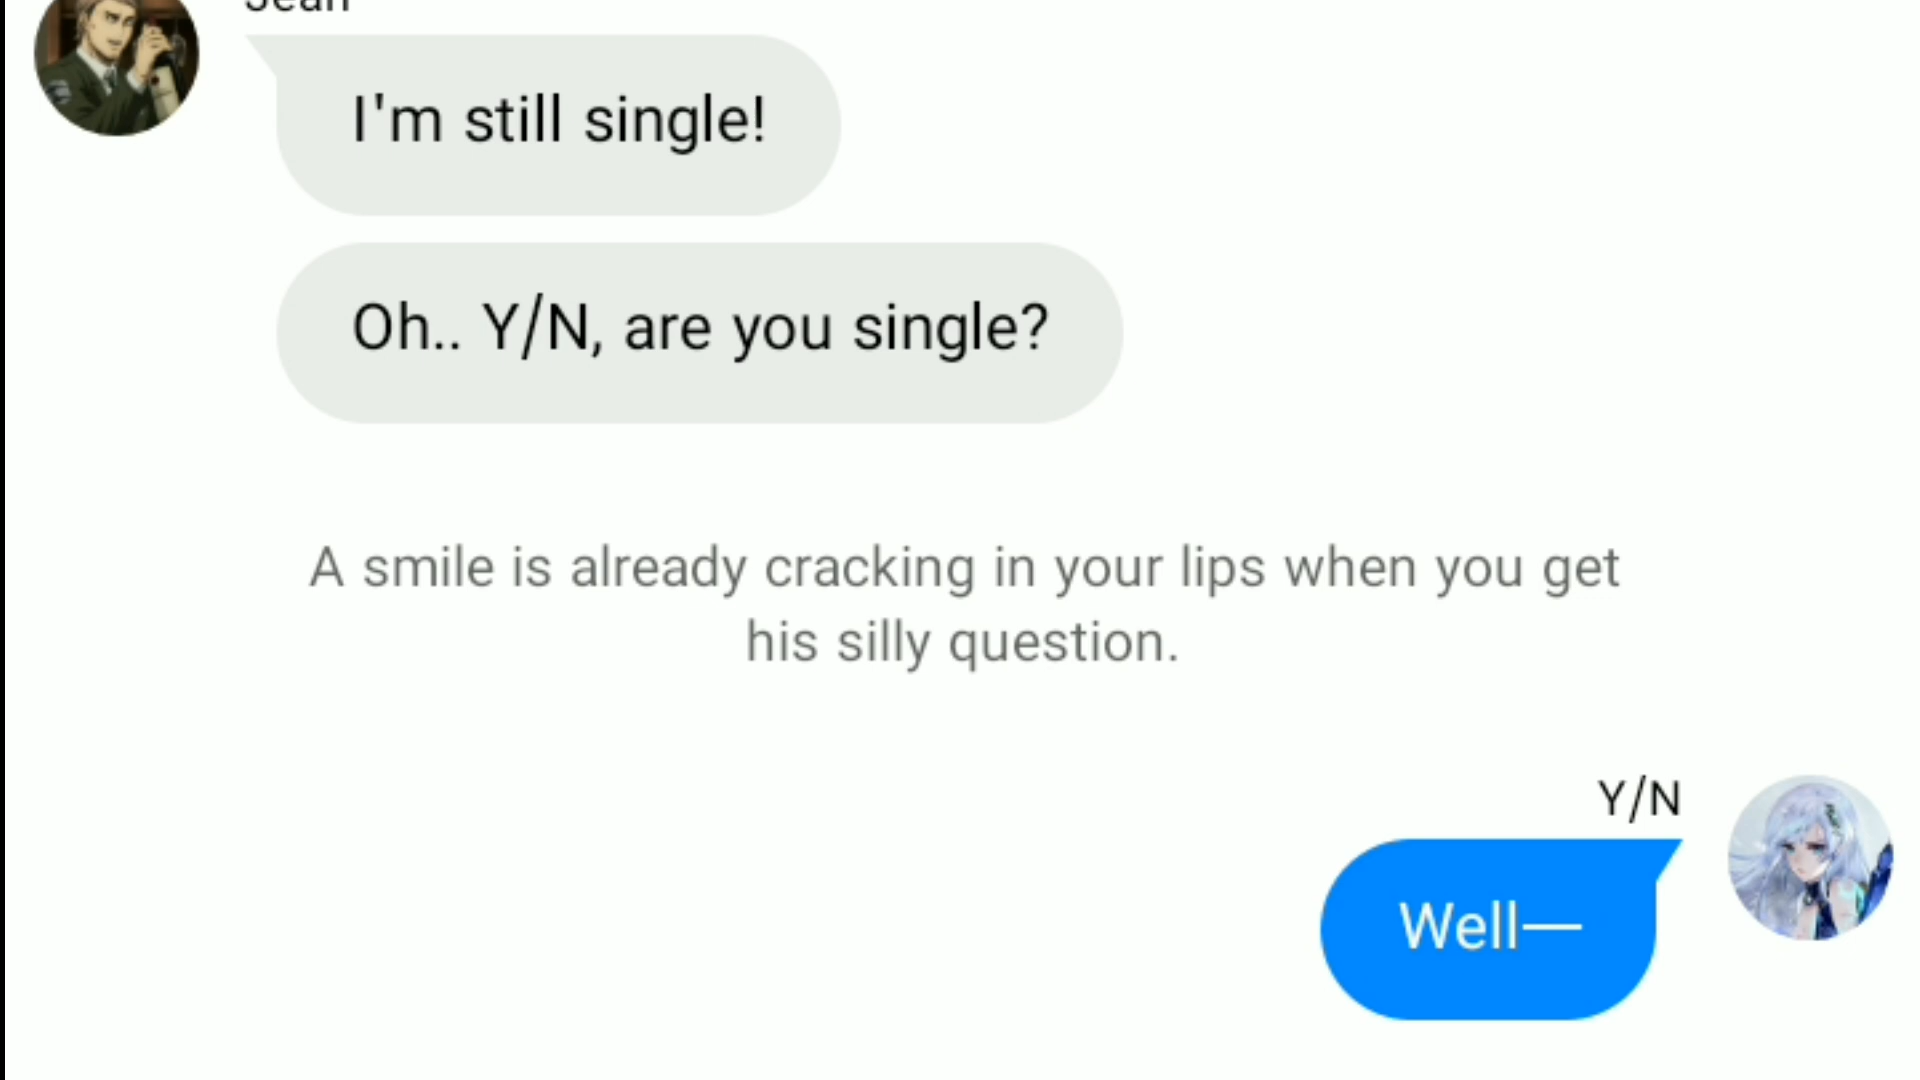 Jean
I'm still single!
Oh.. Y/N, are you single?
A smile is already cracking in your lips when you get
his silly question.
Y/N
Well—